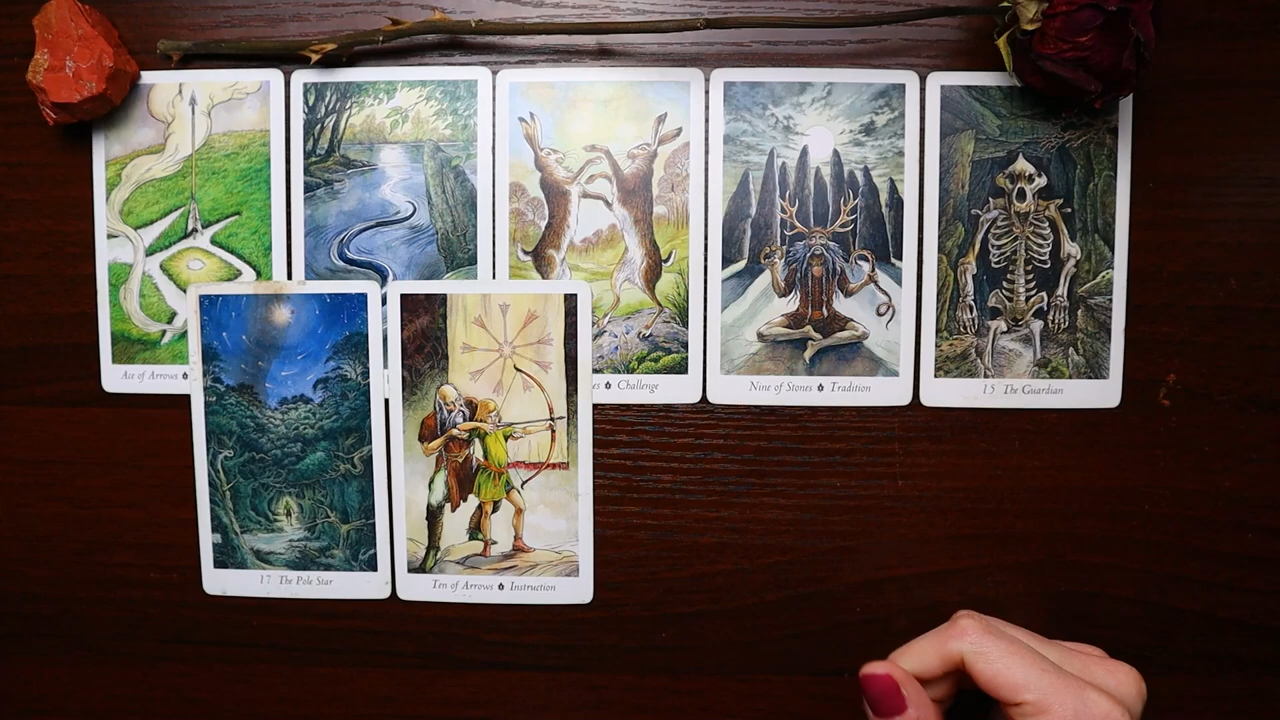 Ace of Arrows
es Challenge
Nine of Stones Tradition
15 The Guardian
17 The Pole Star
Ten of Arrows Instruction